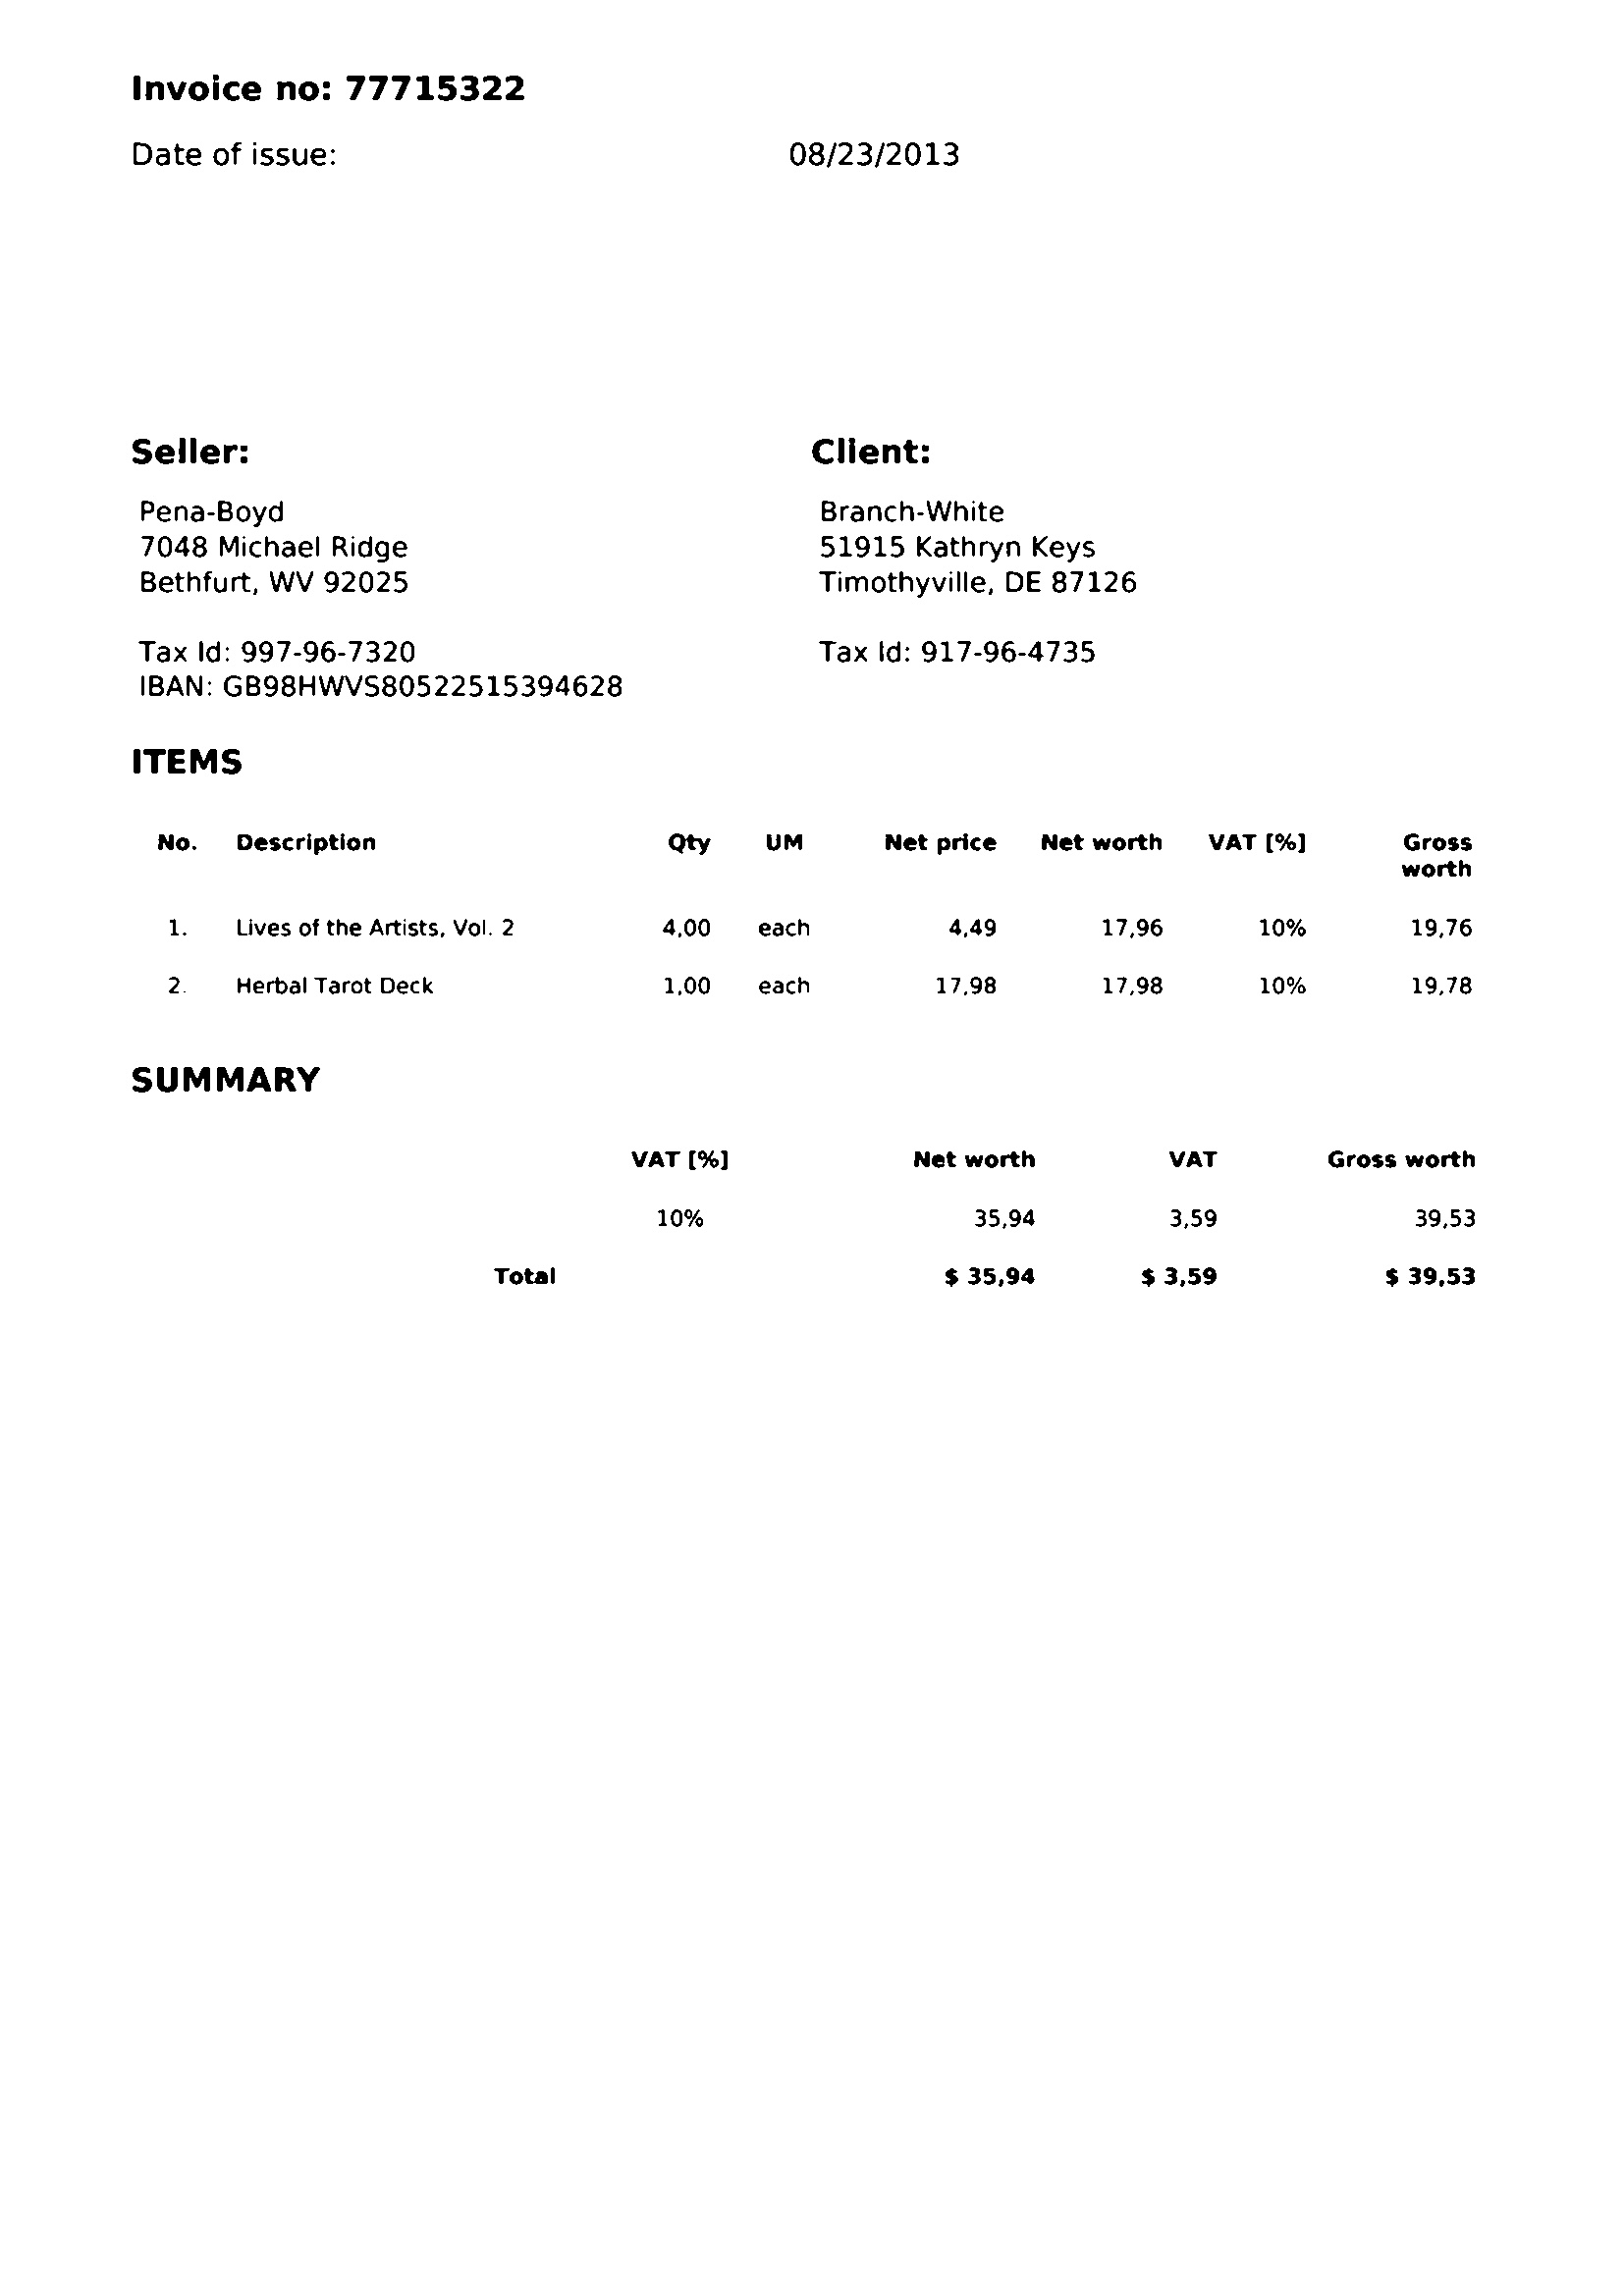 Invoice no: 77715322
Date of issue: 08/23/2013
Seller: Client:
Pena-Boyd Branch-White
7048 Michael Ridge 51915 Kathryn Keys
Bethfurt, WV 92025 Timothyville, DE 87126
Tax Id: 997-96-7320 Tax Id: 917-96-4735
IBAN: GB98HWVS80522515394628
ITEMS
No. Description Qty UM Net price Net worth VAT [%] Gross
worth
1. Lives of the Artists, Vol. 2 4,00 each 4,49 17,96 10% 19,76
2. Herbal Tarot Deck 1,00 each 17,98 17,98 10% 19,78
SUMMARY
VAT [%] Net worth VAT Gross worth
10% 35,94 3,59 39,53
Total $ 35,94 $ 3,59 $ 39,53